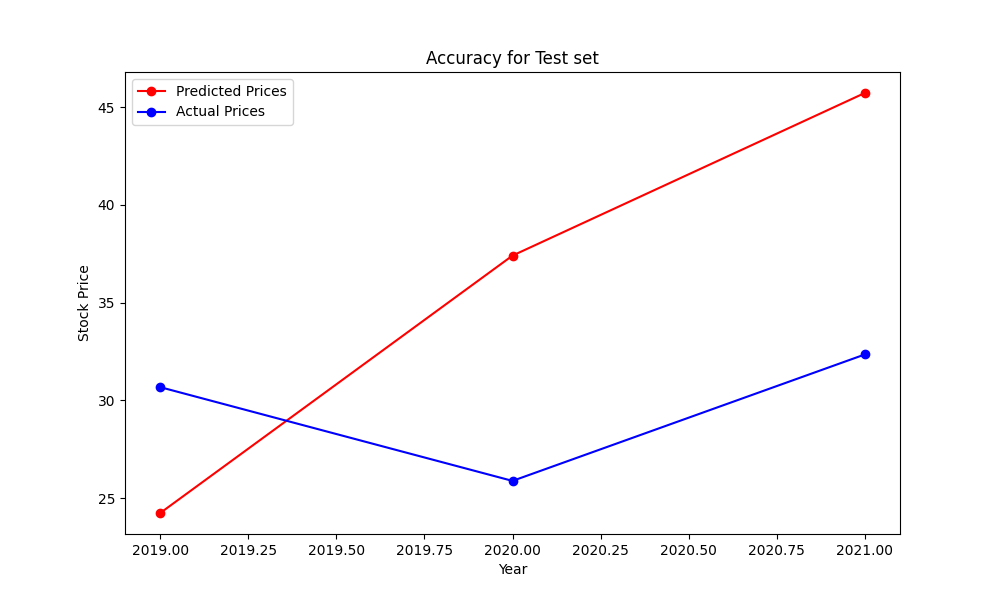 Accuracy for Test set
Predicted Prices
Actual Prices
45
40
35
30
25
Stock Price
2019.00 2019.25 2019.50 2019.75 2020.00 2020.25 2020.50 2020.75 2021.00
Year